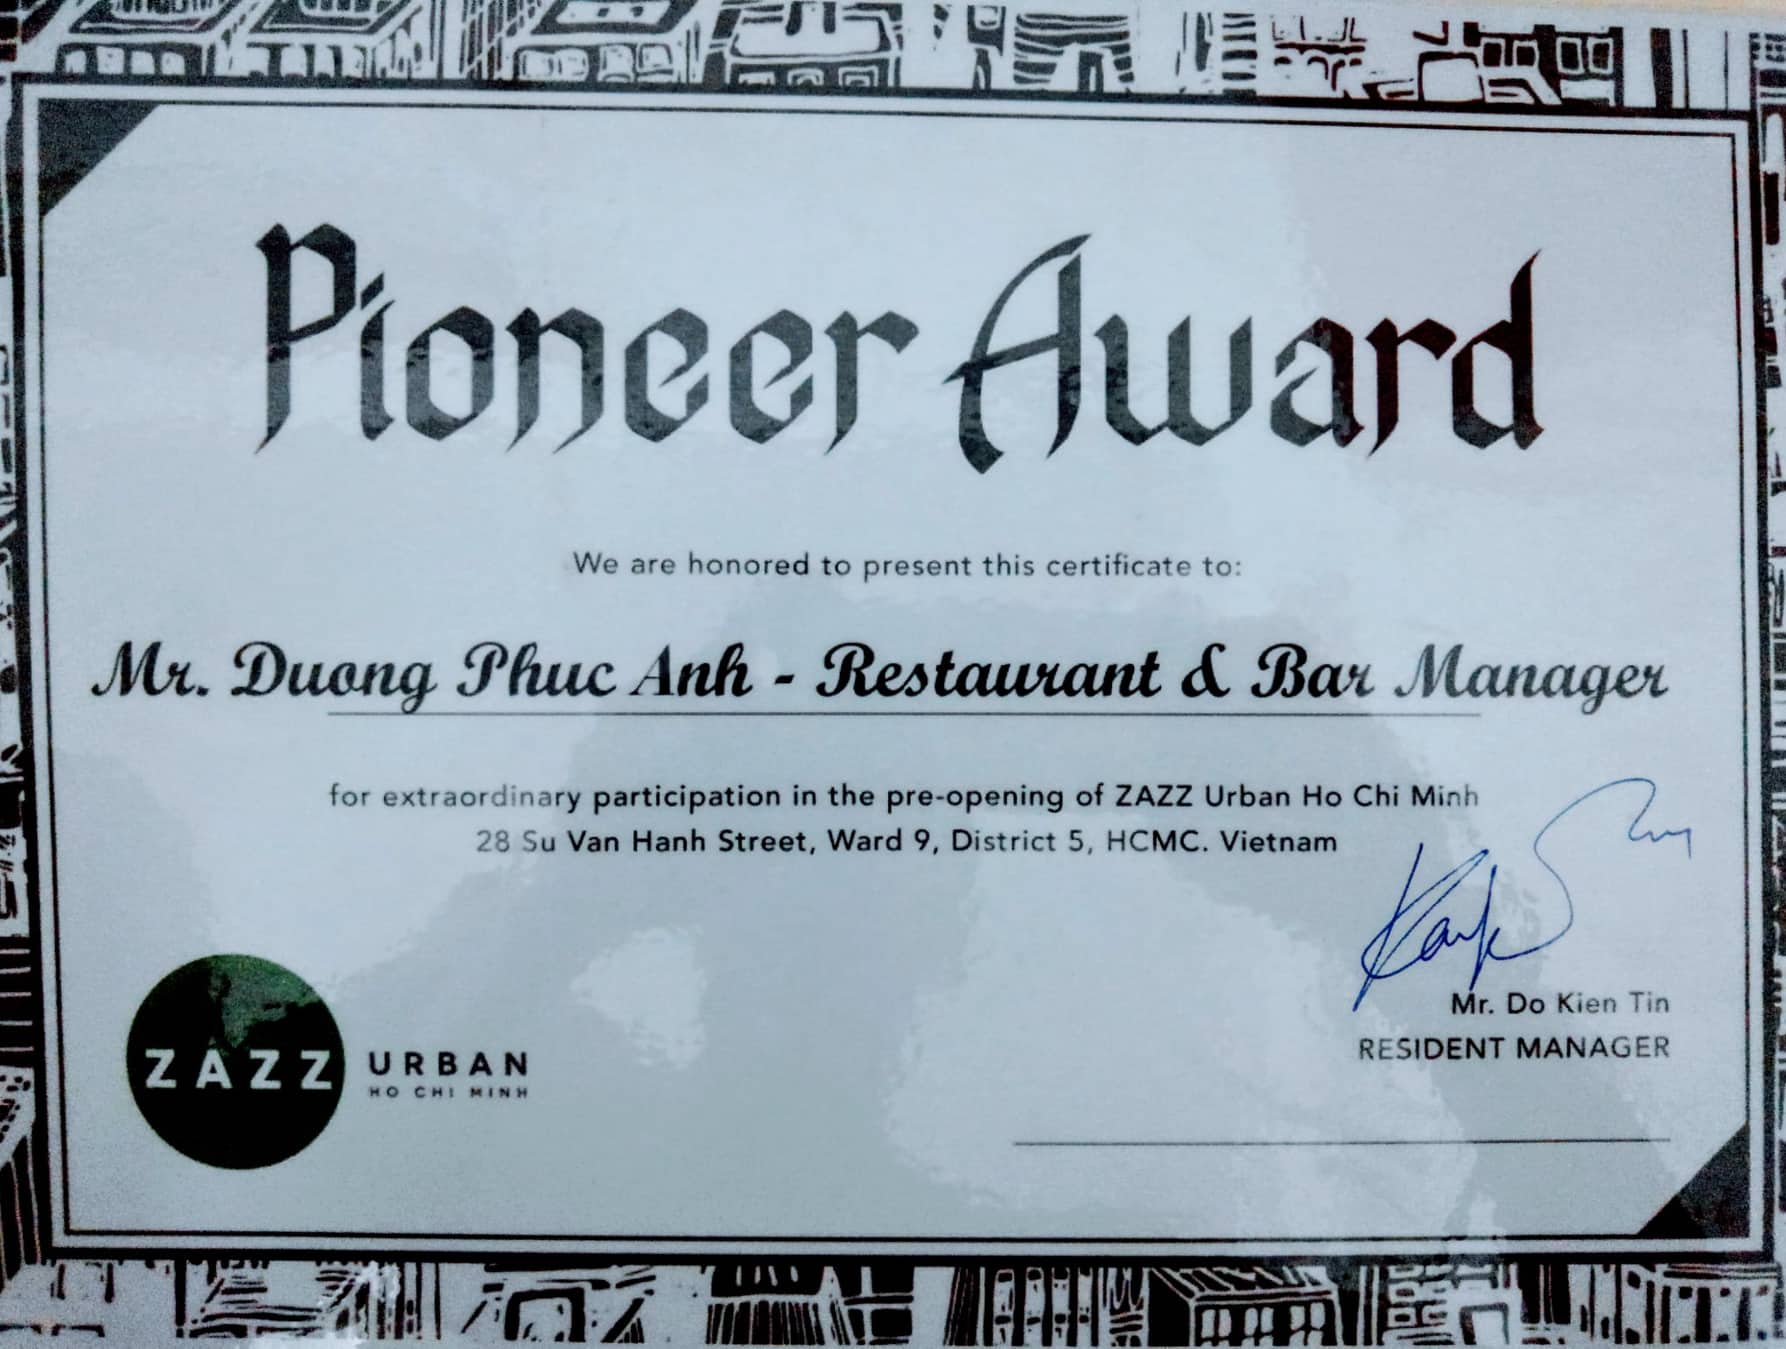 Pioneer Award
We are honored to present this certificate to:
Mr. Duong Phuc Anh - Restaurant & Bar Manager
for extraordinary participation in the pre-opening of ZAZZ Urban Ho Chi Minh
28 Su Van Hanh Street, Ward 9, District 5, HCMC. Vietnam
Mr. Do Kien Tin
RESIDENT MANAGER
ZAZZ URBAN
HO CHI MINH